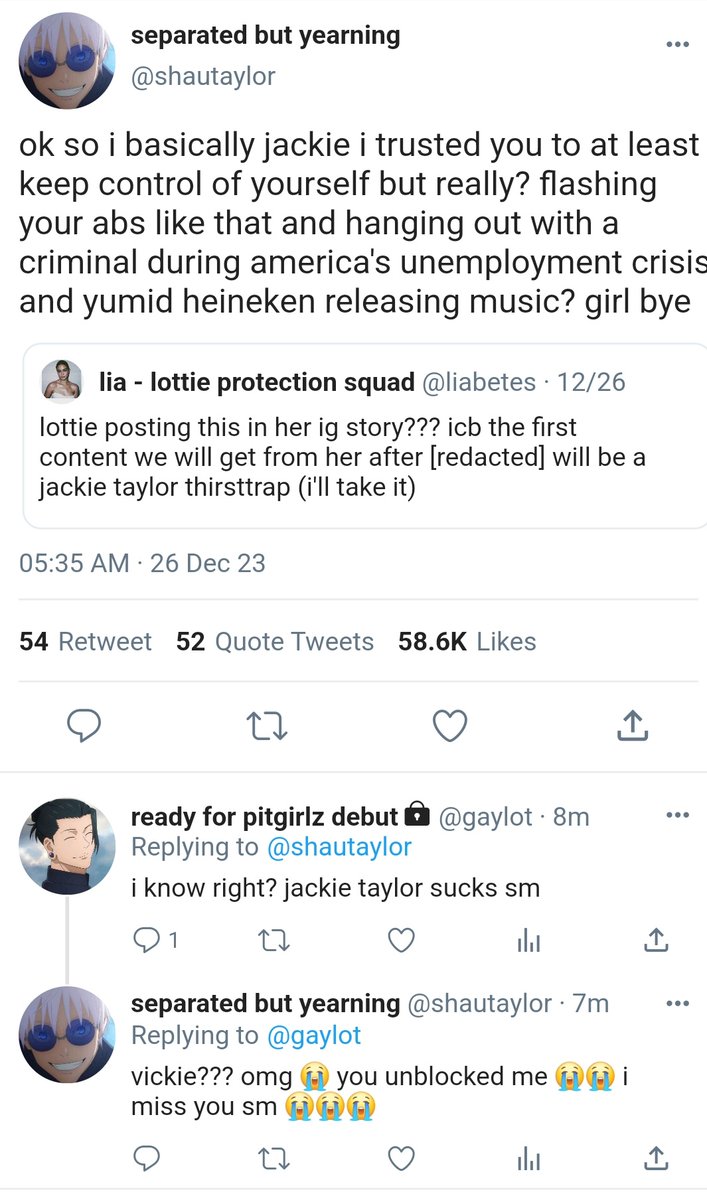 separated but yearning
@shautaylor
ok so i basically jackie i trusted you to at least
keep control of yourself but really? flashing
your abs like that and hanging out with a
criminal during america's unemployment crisis
and yumid heineken releasing music? girl bye
lia - lottie protection squad @liabetes · 12/26
lottie posting this in her ig story??? icb the first
content we will get from her after [redacted] will be a
jackie taylor thirsttrap (i'll take it)
05:35 AM · 26 Dec 23
54 Retweet 52 Quote Tweets 58.6K Likes
ready for pitgirlz debut @gaylot · 8m
Replying to @shautaylor
i know right? jackie taylor sucks sm
1
separated but yearning @shautaylor · 7m
Replying to @gaylot
vickie??? omg 😭 you unblocked me 😭😭 i
miss you sm 😭😭😭